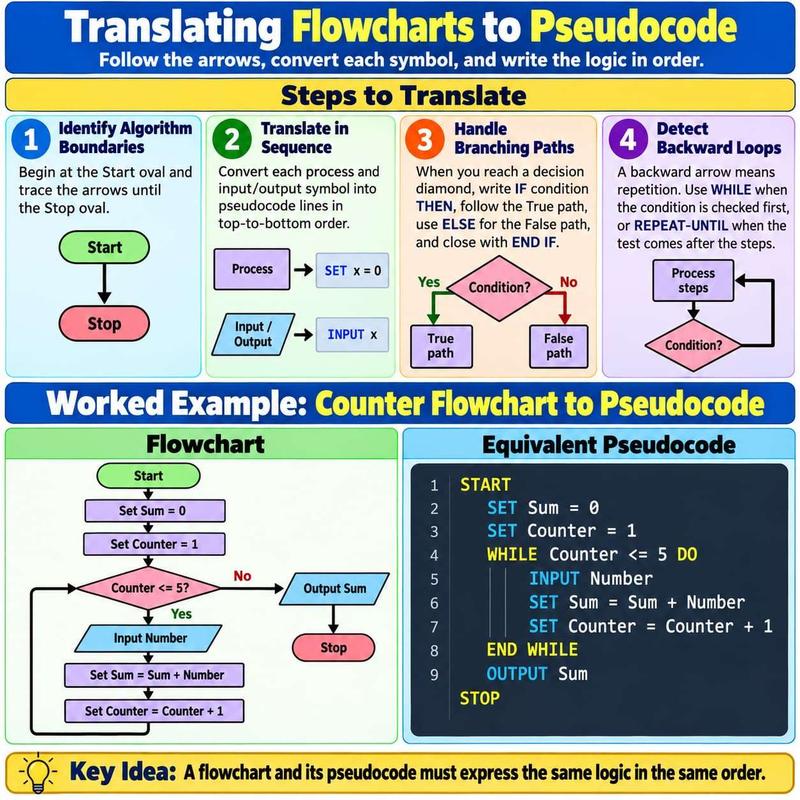 Translating Flowcharts to Pseudocode
Follow the arrows, convert each symbol, and write the logic in order.
Steps to Translate
1 Identify Algorithm
Boundaries
Begin at the Start oval and
trace the arrows until
the Stop oval.
Start
Stop
2 Translate in
Sequence
Convert each process and
input/output symbol into
pseudocode lines in
top-to-bottom order.
Process
SET x = 0
Input /
Output
INPUT x
3 Handle
Branching Paths
When you reach a decision
diamond, write IF condition
THEN, follow the True path,
use ELSE for the False path,
and close with END IF.
Yes
Condition?
No
True
path
False
path
4 Detect
Backward Loops
A backward arrow means
repetition. Use WHILE when
the condition is checked first,
or REPEAT-UNTIL when the
test comes after the steps.
Process
steps
Condition?
Worked Example: Counter Flowchart to Pseudocode
Flowchart
Start
Set Sum = 0
Set Counter = 1
Counter <= 5?
No
Output Sum
Yes
Stop
Input Number
Set Sum = Sum + Number
Set Counter = Counter + 1
Equivalent Pseudocode
1 START
2 SET Sum = 0
3 SET Counter = 1
4 WHILE Counter <= 5 DO
5 INPUT Number
6 SET Sum = Sum + Number
7 SET Counter = Counter + 1
8 END WHILE
9 OUTPUT Sum
STOP
Key Idea: A flowchart and its pseudocode must express the same logic in the same order.